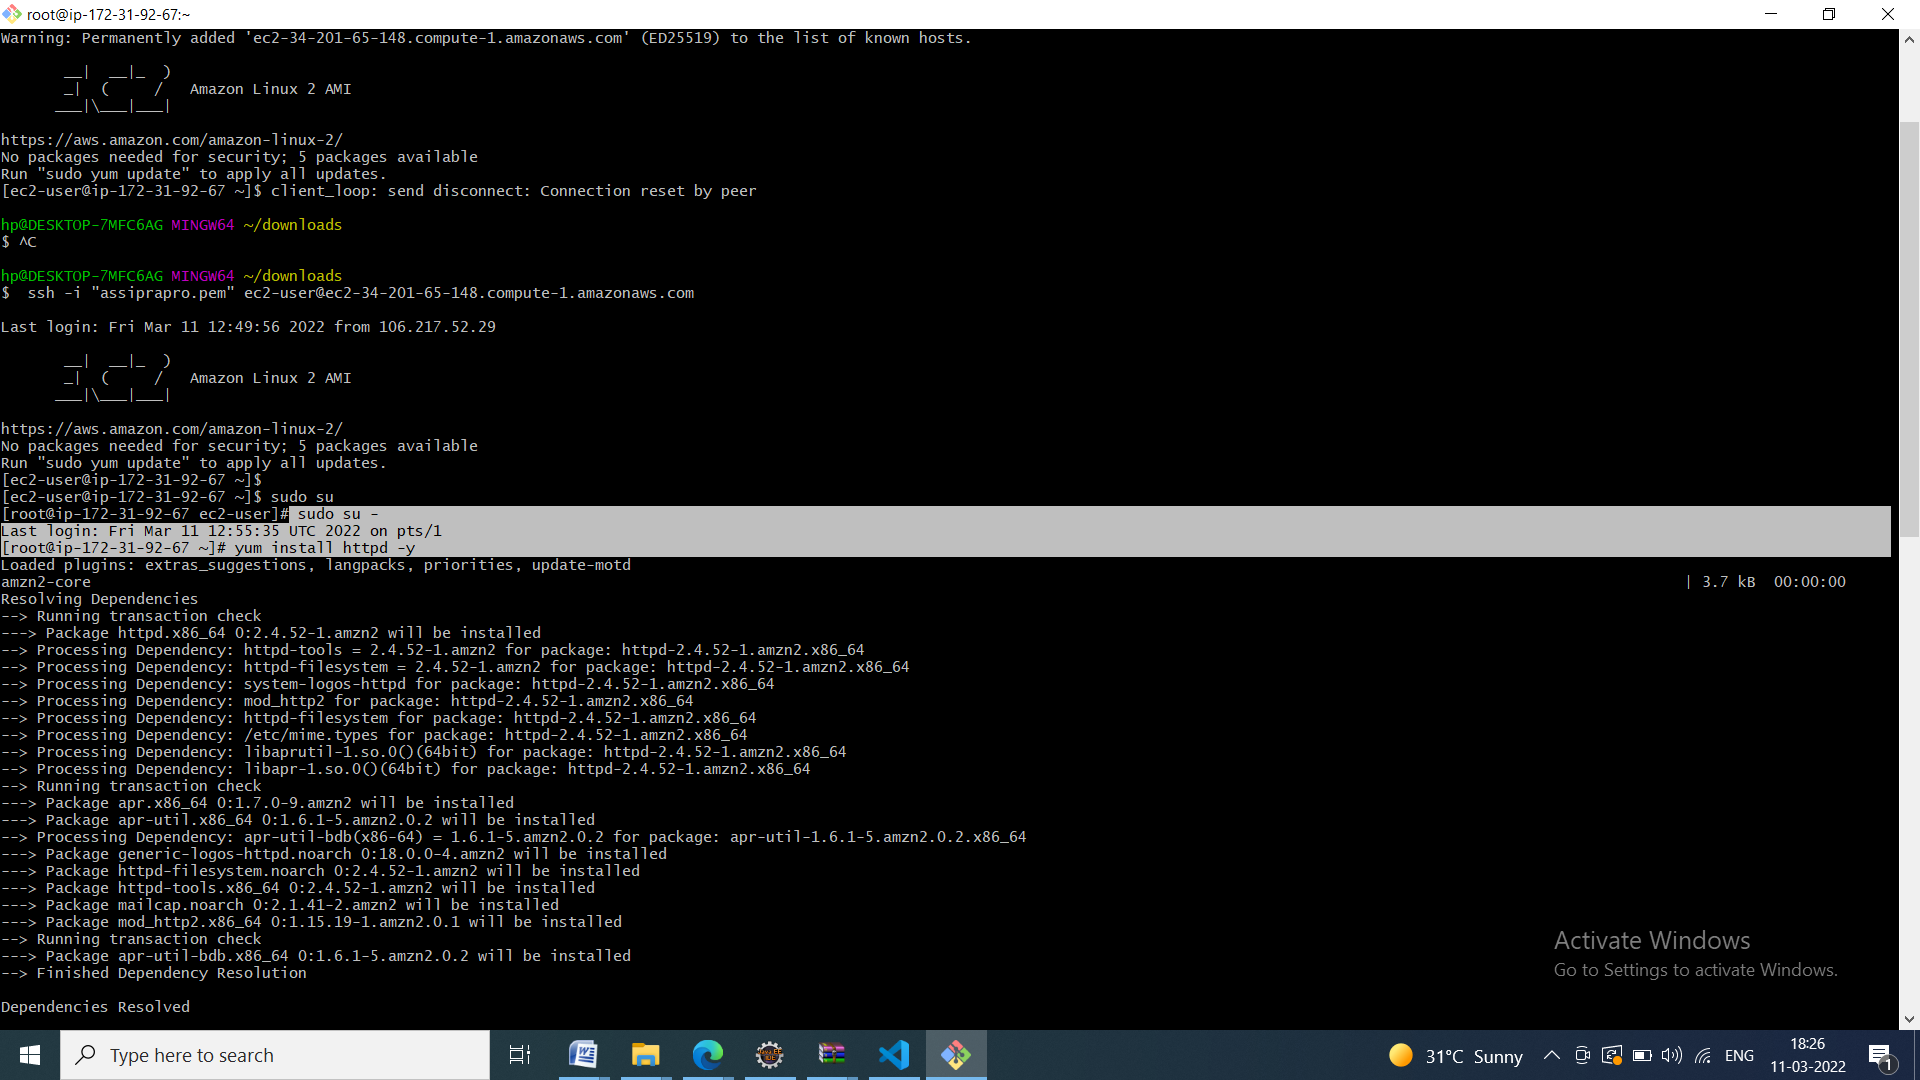 root@ip-172-31-92-67:~
Warning: Permanently added 'ec2-34-201-65-148.compute-1.amazonaws.com' (ED25519) to the list of known hosts.
       __|  __|_  )
       _|  (     /   Amazon Linux 2 AMI
      ___|\___|___|
https://aws.amazon.com/amazon-linux-2/
No packages needed for security; 5 packages available
Run "sudo yum update" to apply all updates.
[ec2-user@ip-172-31-92-67 ~]$ client_loop: send disconnect: Connection reset by peer
hp@DESKTOP-7MFC6AG MINGW64 ~/downloads
$ ^C
hp@DESKTOP-7MFC6AG MINGW64 ~/downloads
$  ssh -i "assiprapro.pem" ec2-user@ec2-34-201-65-148.compute-1.amazonaws.com
Last login: Fri Mar 11 12:49:56 2022 from 106.217.52.29
       __|  __|_  )
       _|  (     /   Amazon Linux 2 AMI
      ___|\___|___|
https://aws.amazon.com/amazon-linux-2/
No packages needed for security; 5 packages available
Run "sudo yum update" to apply all updates.
[ec2-user@ip-172-31-92-67 ~]$
[ec2-user@ip-172-31-92-67 ~]$ sudo su
[root@ip-172-31-92-67 ec2-user]# sudo su -
Last login: Fri Mar 11 12:55:35 UTC 2022 on pts/1
[root@ip-172-31-92-67 ~]# yum install httpd -y
Loaded plugins: extras_suggestions, langpacks, priorities, update-motd
amzn2-core | 3.7 kB  00:00:00
Resolving Dependencies
--> Running transaction check
---> Package httpd.x86_64 0:2.4.52-1.amzn2 will be installed
--> Processing Dependency: httpd-tools = 2.4.52-1.amzn2 for package: httpd-2.4.52-1.amzn2.x86_64
--> Processing Dependency: httpd-filesystem = 2.4.52-1.amzn2 for package: httpd-2.4.52-1.amzn2.x86_64
--> Processing Dependency: system-logos-httpd for package: httpd-2.4.52-1.amzn2.x86_64
--> Processing Dependency: mod_http2 for package: httpd-2.4.52-1.amzn2.x86_64
--> Processing Dependency: httpd-filesystem for package: httpd-2.4.52-1.amzn2.x86_64
--> Processing Dependency: /etc/mime.types for package: httpd-2.4.52-1.amzn2.x86_64
--> Processing Dependency: libaprutil-1.so.0()(64bit) for package: httpd-2.4.52-1.amzn2.x86_64
--> Processing Dependency: libapr-1.so.0()(64bit) for package: httpd-2.4.52-1.amzn2.x86_64
--> Running transaction check
---> Package apr.x86_64 0:1.7.0-9.amzn2 will be installed
---> Package apr-util.x86_64 0:1.6.1-5.amzn2.0.2 will be installed
--> Processing Dependency: apr-util-bdb(x86-64) = 1.6.1-5.amzn2.0.2 for package: apr-util-1.6.1-5.amzn2.0.2.x86_64
---> Package generic-logos-httpd.noarch 0:18.0.0-4.amzn2 will be installed
---> Package httpd-filesystem.noarch 0:2.4.52-1.amzn2 will be installed
---> Package httpd-tools.x86_64 0:2.4.52-1.amzn2 will be installed
---> Package mailcap.noarch 0:2.1.41-2.amzn2 will be installed
---> Package mod_http2.x86_64 0:1.15.19-1.amzn2.0.1 will be installed
--> Running transaction check
---> Package apr-util-bdb.x86_64 0:1.6.1-5.amzn2.0.2 will be installed
--> Finished Dependency Resolution
Dependencies Resolved
Activate Windows
Go to Settings to activate Windows.
Type here to search
31°C Sunny
ENG
18:26
11-03-2022
1